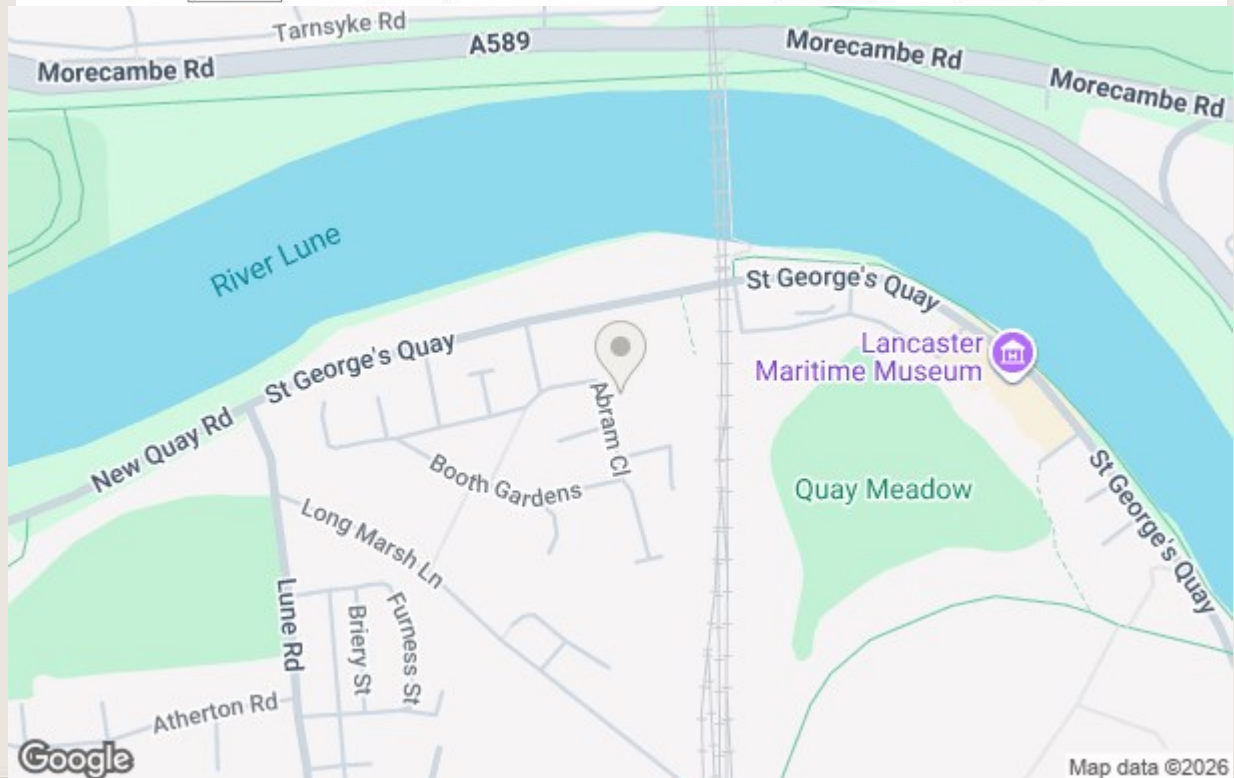 Tarnsyke Rd
A589
Morecambe Rd
Morecambe Rd
Morecambe Rd
River Lune
St George's Quay
St George's Quay
Lancaster
Maritime Museum
Abram Cl
New Quay Rd
Booth Gardens
Quay Meadow
Long Marsh Ln
St George's Quay
Lune Rd
Briery St
Furness St
Atherton Rd
Google
Map data ©2026